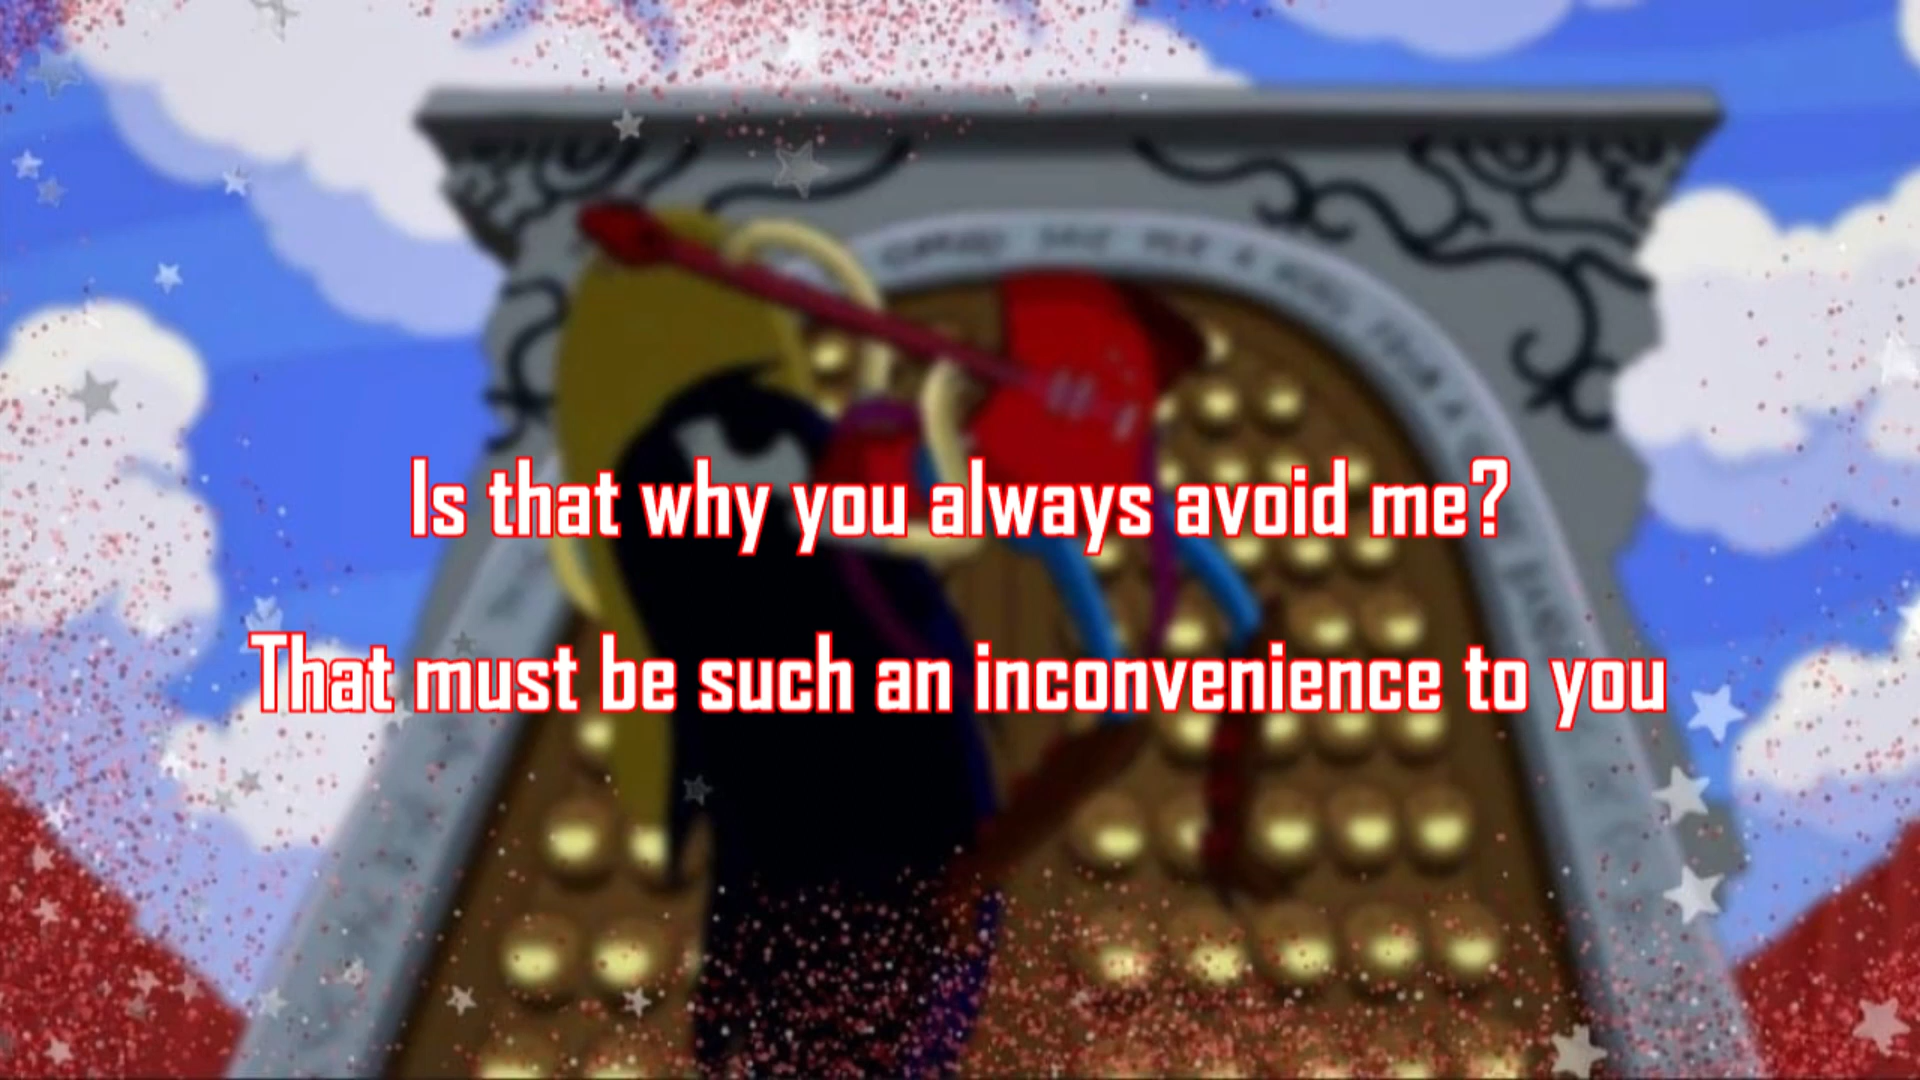 Is that why you always avoid me?
That must be such an inconvenience to you